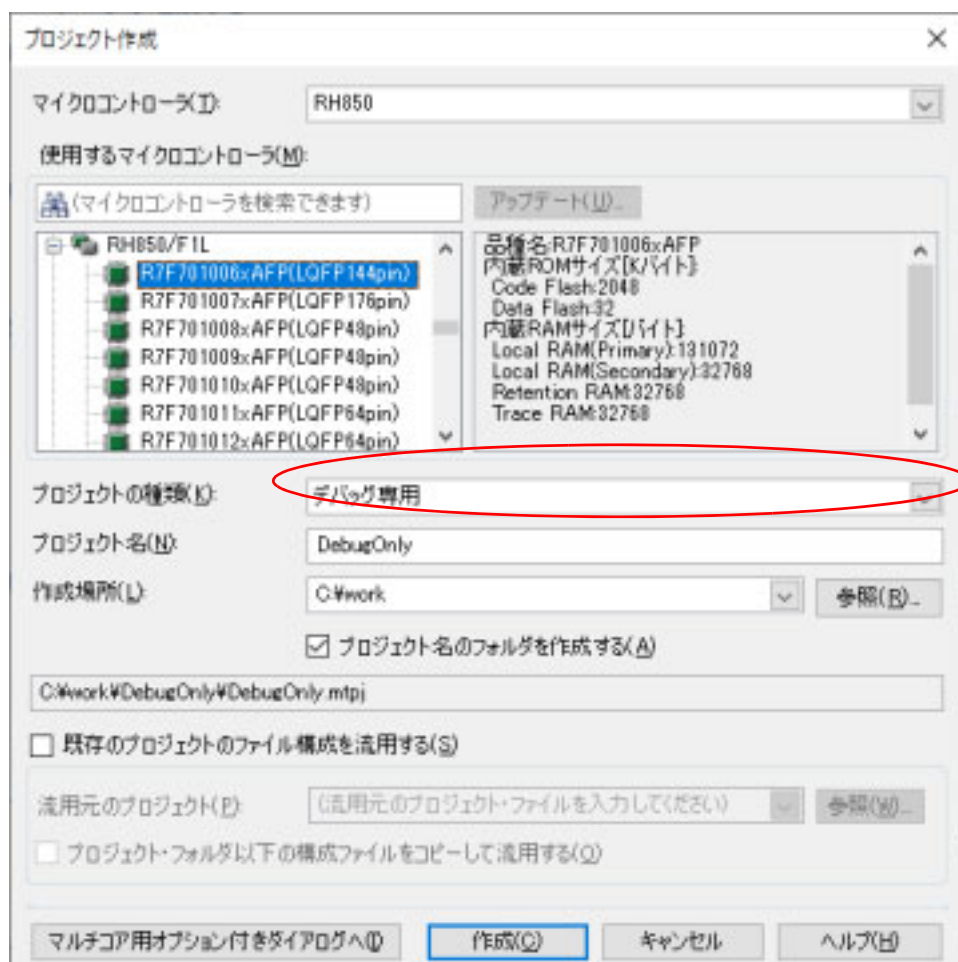 プロジェクト作成
マイクロコントローラ(T):
RH850
使用するマイクロコントローラ(M):
(マイクロコントローラを検索できます)
アップデート(U)...
RH850/F1L
R7F701006xAFP(LQFP144pin)
R7F701007xAFP(LQFP176pin)
R7F701008xAFP(LQFP48pin)
R7F701009xAFP(LQFP48pin)
R7F701010xAFP(LQFP48pin)
R7F701011xAFP(LQFP64pin)
R7F701012xAFP(LQFP64pin)
品種名:R7F701006xAFP
内蔵ROMサイズ[Kバイト]
Code Flash:2048
Data Flash:32
内蔵RAMサイズ[バイト]
Local RAM(Primary):131072
Local RAM(Secondary):32768
Retention RAM:32768
Trace RAM:32768
プロジェクトの種類(K):
デバッグ専用
プロジェクト名(N):
DebugOnly
作成場所(L):
C:¥work
参照(R)...
プロジェクト名のフォルダを作成する(A)
C:¥work¥DebugOnly¥DebugOnly.mtpj
既存のプロジェクトのファイル構成を流用する(S)
流用元のプロジェクト(P):
(流用元のプロジェクト・ファイルを入力してください)
参照(W)...
プロジェクト・フォルダ以下の構成ファイルをコピーして流用する(O)
マルチコア用オプション付きダイアログへ(I)
作成(C)
キャンセル
ヘルプ(H)